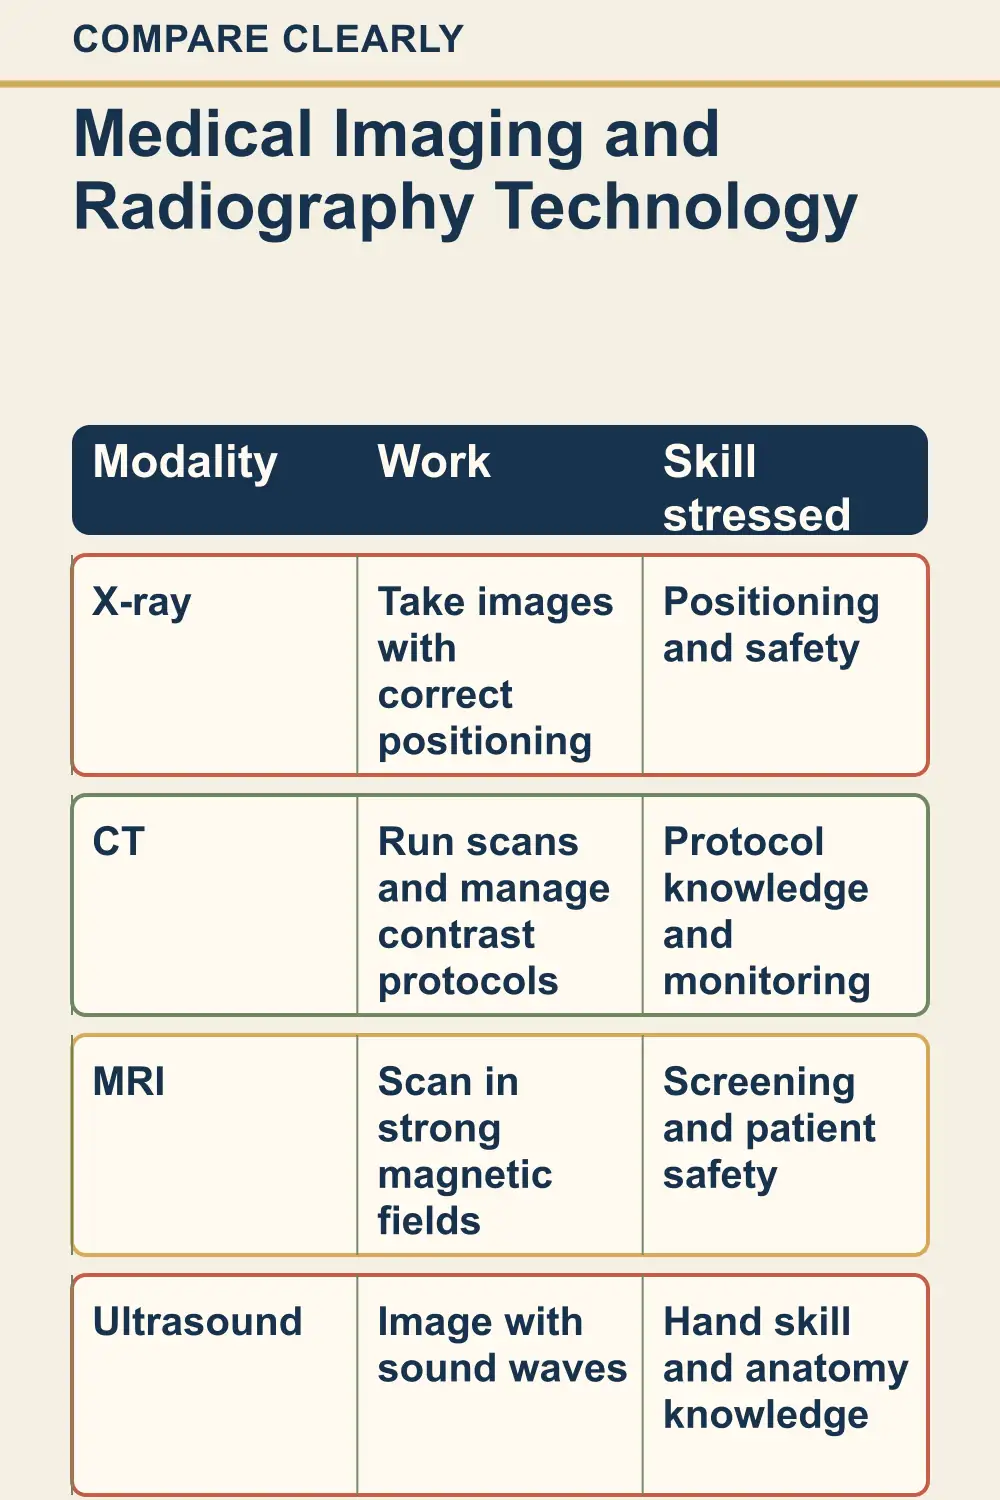 COMPARE CLEARLY
Medical Imaging and
Radiography Technology
Modality
Work
Skill
stressed
X-ray
Take images
with
correct
positioning
Positioning
and safety
CT
Run scans
and manage
contrast
protocols
Protocol
knowledge
and
monitoring
MRI
Scan in
strong
magnetic
fields
Screening
and patient
safety
Ultrasound
Image with
sound waves
Hand skill
and anatomy
knowledge